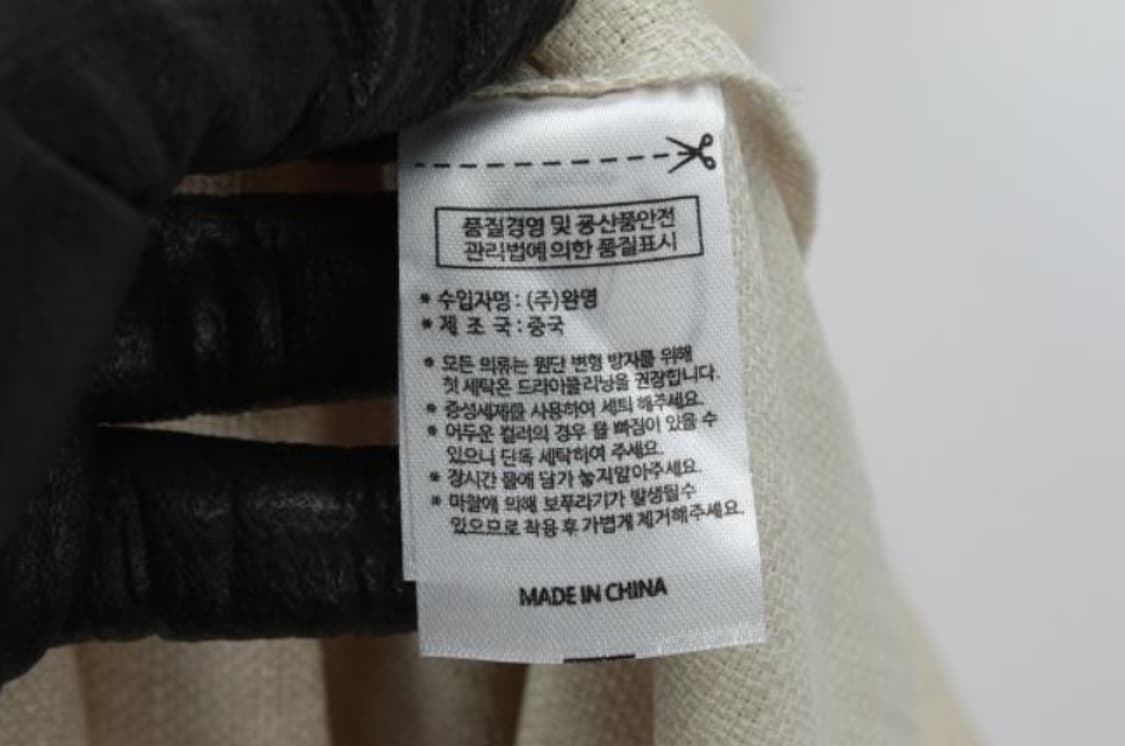 품질경영 및 공산품안전
관리법에 의한 품질표시
* 수입자명 : (주)완명
* 제 조 국 : 중국
* 모든 의류는 원단 변형 방지를 위해
첫 세탁은 드라이클리닝을 권장합니다.
* 중성세제를 사용하여 세탁 해주세요.
* 어두운 컬러의 경우 물 빠짐이 있을 수
있으니 단독 세탁하여 주세요.
* 장시간 물에 담가 놓지말아주세요.
* 마찰에 의해 보푸라기가 발생될수
있으므로 착용 후 가볍게 제거해주세요.
MADE IN CHINA